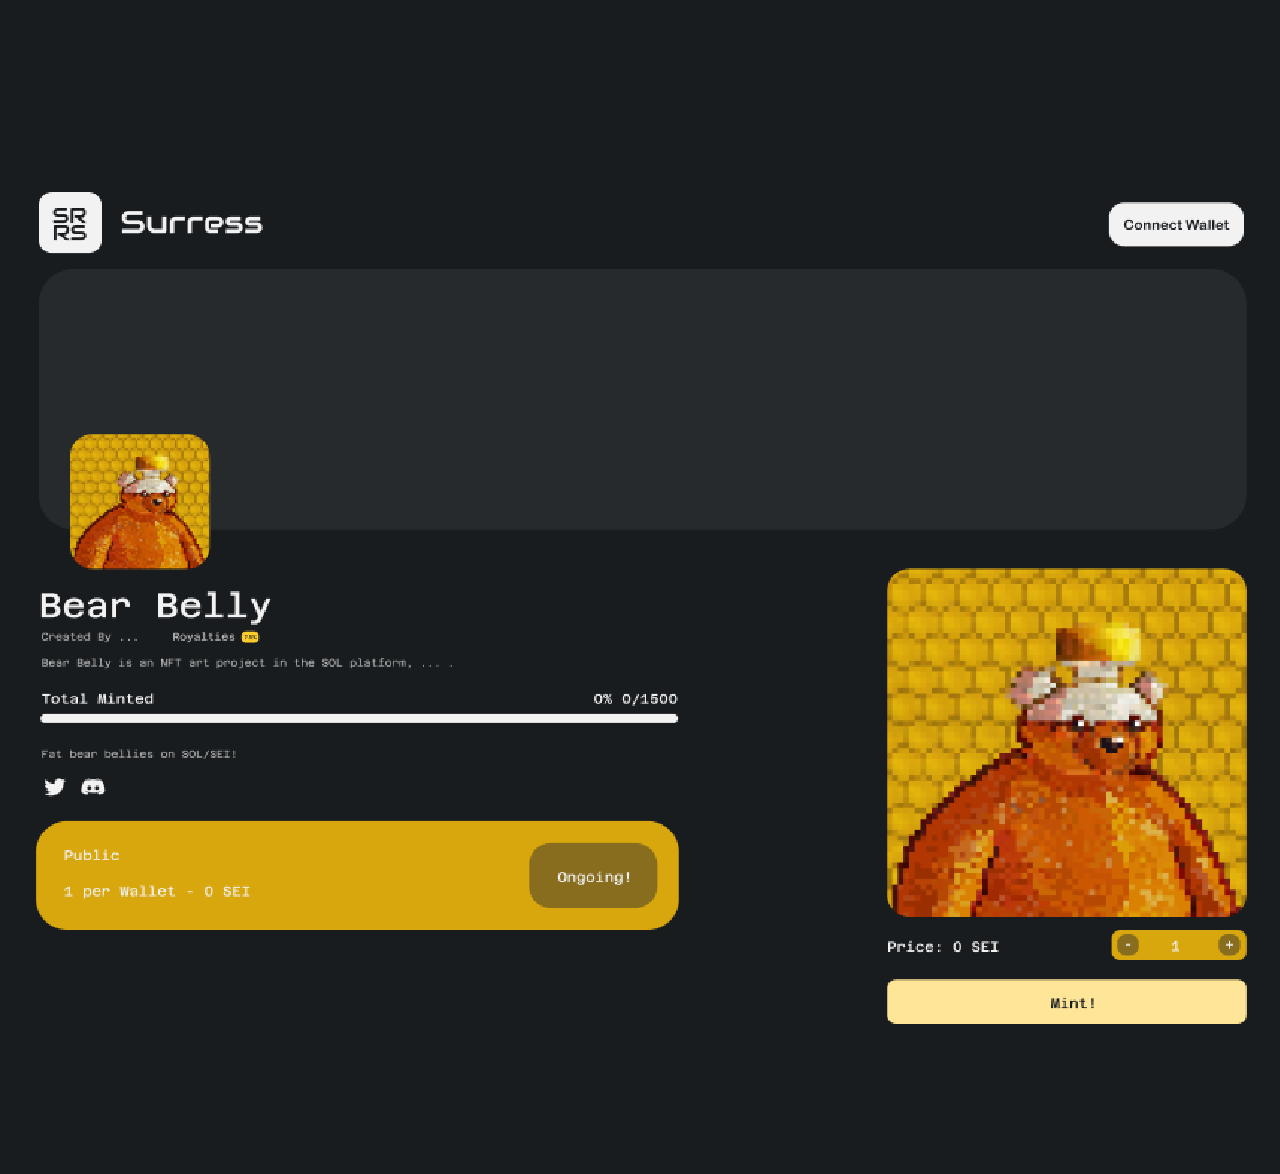 SR
RS
Surress
Connect Wallet
Bear Belly
Created By ... Royalties
Bear Belly is an NFT art project in the SOL platform, ... .
Total Minted 0% 0/1500
Fat bear bellies on SOL/SEI!
Public
1 per Wallet - 0 SEI
Ongoing!
Price: 0 SEI
- 1 +
Mint!